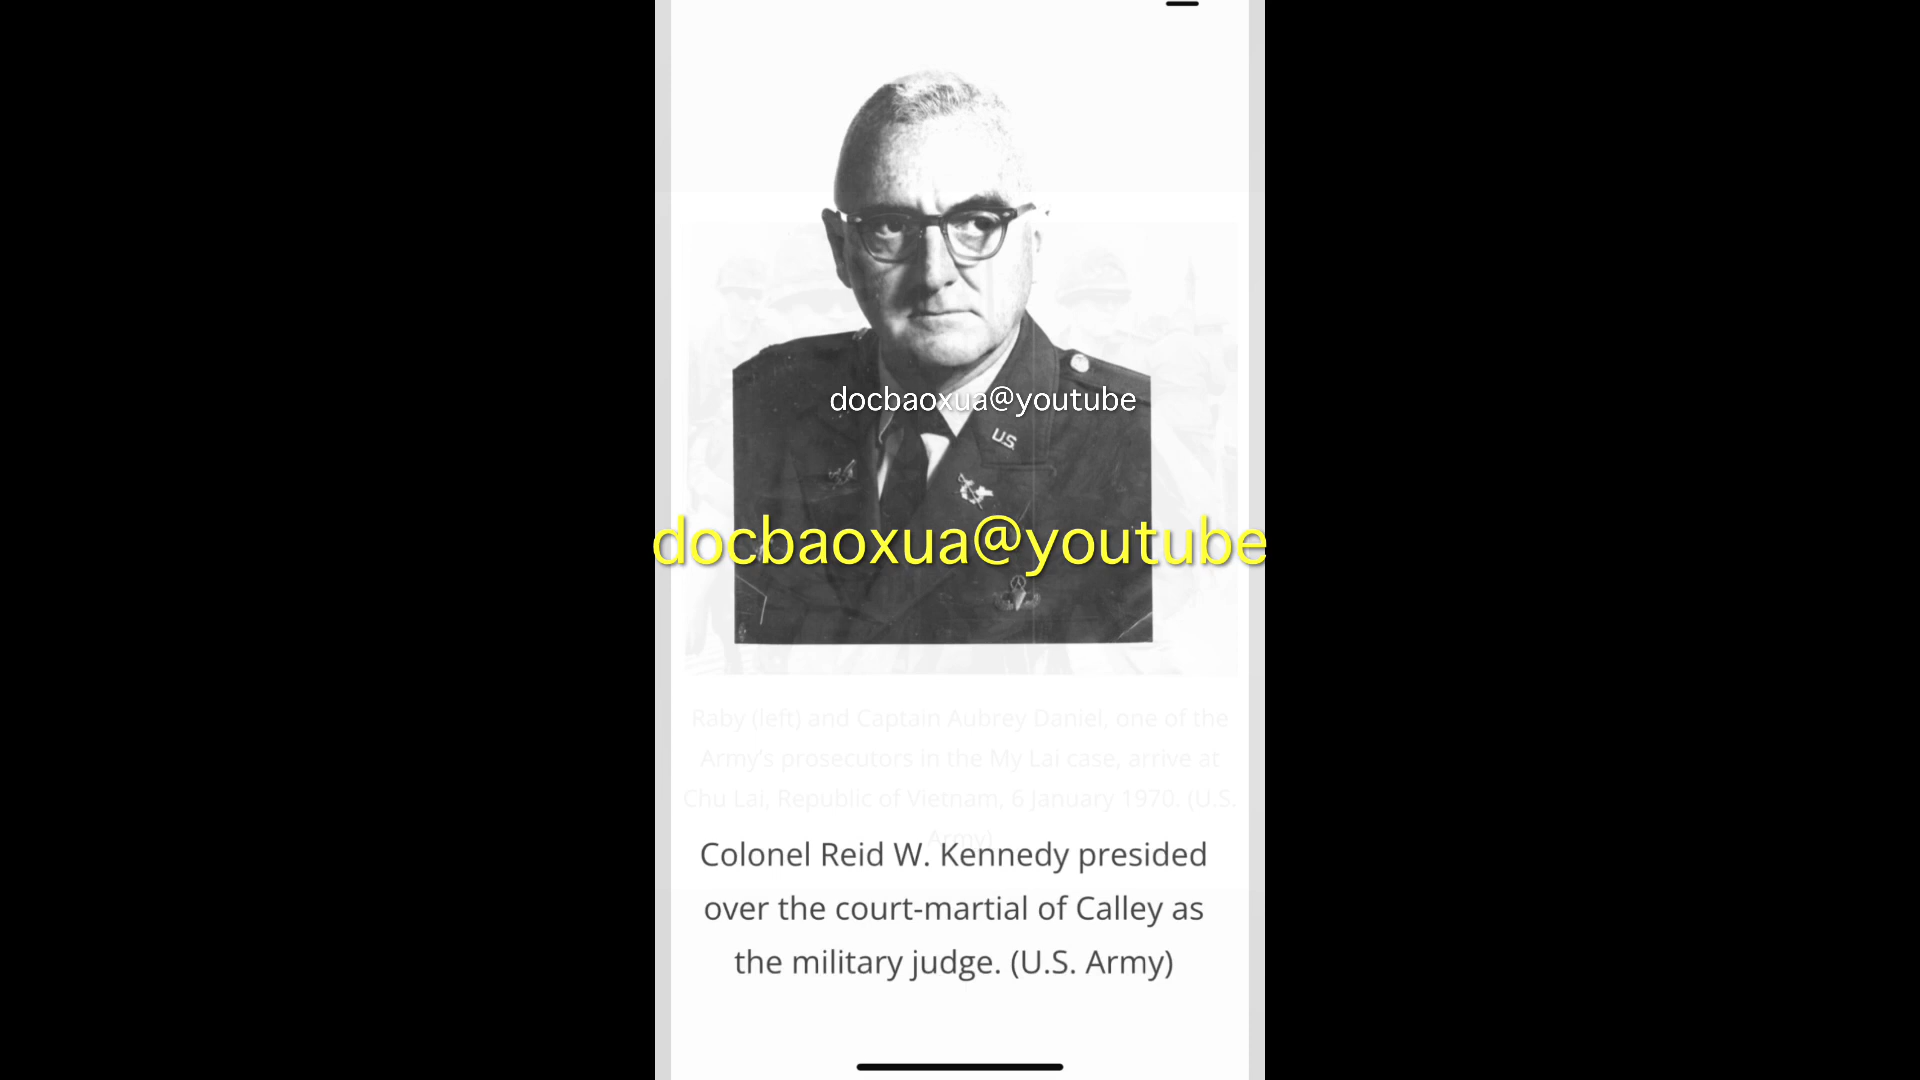 U.S.
docbaoxua@youtube
docbaoxua@youtube
Raby (left) and Captain Aubrey Daniel, one of the
Army's prosecutors in the My Lai case, arrive at
Chu Lai, Republic of Vietnam, 6 January 1970. (U.S.
Army)
Colonel Reid W. Kennedy presided
over the court-martial of Calley as
the military judge. (U.S. Army)